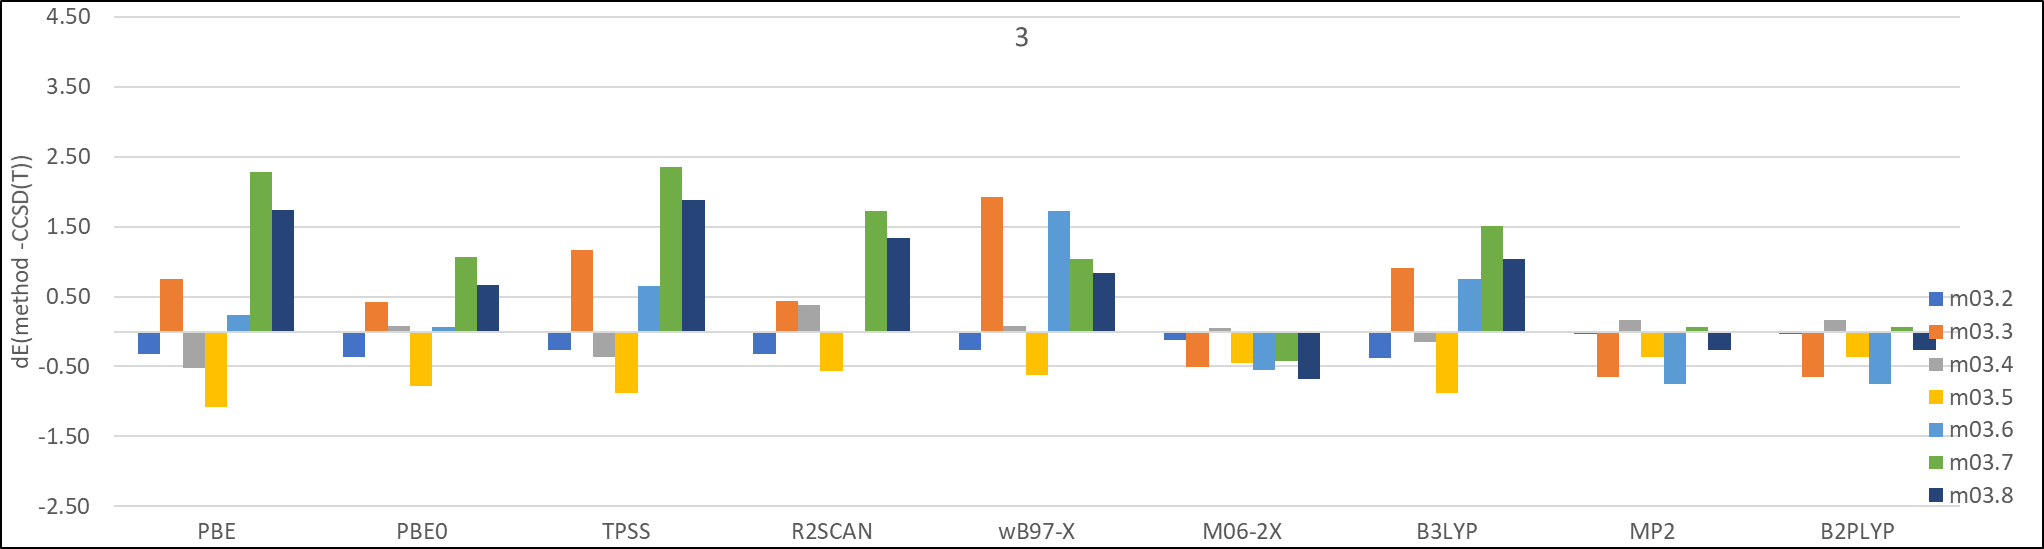 3
4.50
3.50
2.50
1.50
0.50
-0.50
-1.50
-2.50
dE(method -CCSD(T))
PBE PBE0 TPSS R2SCAN wB97-X M06-2X B3LYP MP2 B2PLYP
m03.2
m03.3
m03.4
m03.5
m03.6
m03.7
m03.8